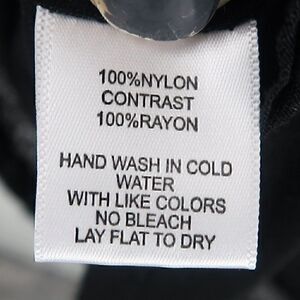 100%NYLON
CONTRAST
100%RAYON
HAND WASH IN COLD
WATER
WITH LIKE COLORS
NO BLEACH
LAY FLAT TO DRY